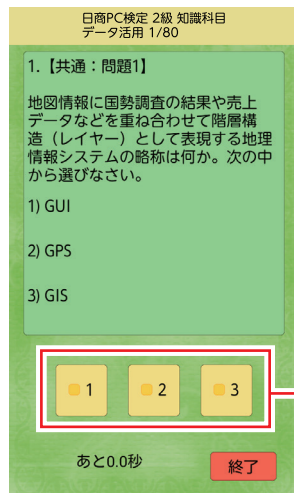 日商PC検定 2級 知識科目
データ活用 1/80
1.【共通：問題1】
地図情報に国勢調査の結果や売上
データなどを重ね合わせて階層構
造（レイヤー）として表現する地理
情報システムの略称は何か。次の中
から選びなさい。
1) GUI
2) GPS
3) GIS
1 2 3
あと0.0秒
終了